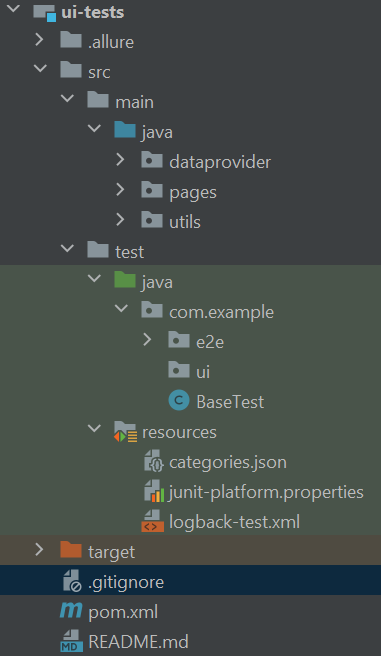 ui-tests
.allure
src
main
java
dataprovider
pages
utils
test
java
com.example
e2e
ui
BaseTest
resources
categories.json
junit-platform.properties
logback-test.xml
target
.gitignore
pom.xml
README.md